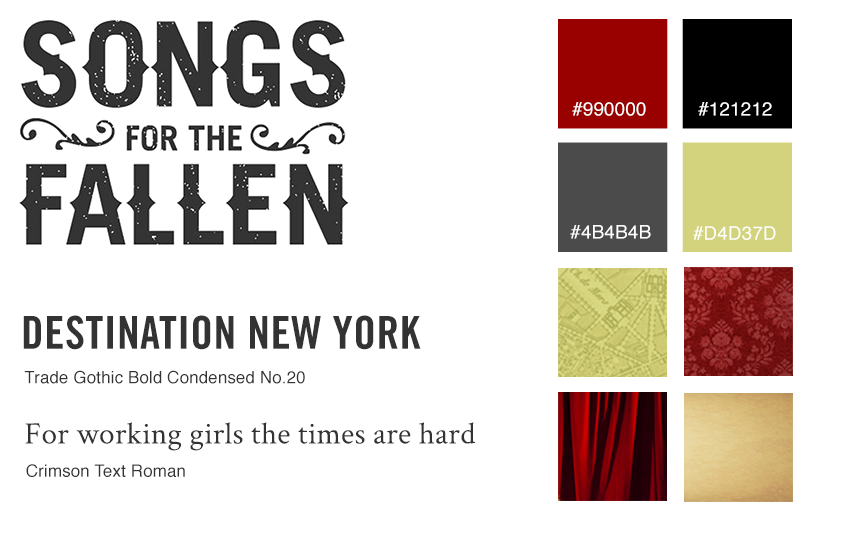 SONGS
FOR THE
FALLEN
DESTINATION NEW YORK
Trade Gothic Bold Condensed No.20
For working girls the times are hard
Crimson Text Roman
#990000
#121212
#4B4B4B
#D4D37D